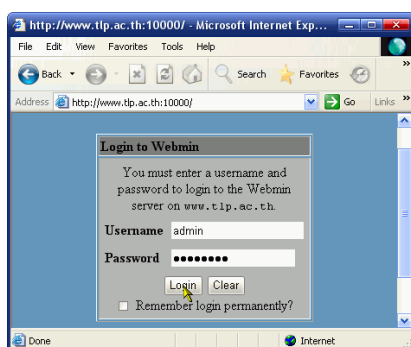 http://www.tlp.ac.th:10000/ - Microsoft Internet Exp...
File Edit View Favorites Tools Help
Back Search Favorites »
Address http://www.tlp.ac.th:10000/ Go Links »
Login to Webmin
You must enter a username and
password to login to the Webmin
server on www.tlp.ac.th.
Username admin
Password ●●●●●●●●
Login Clear
Remember login permanently?
Done Internet